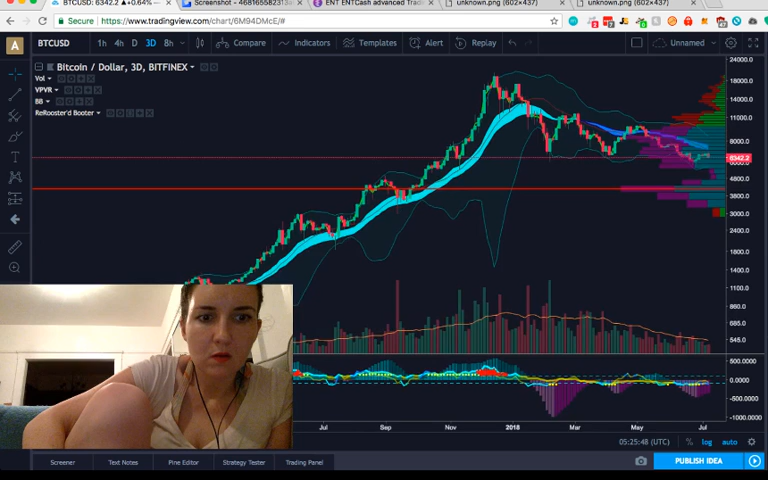 BTCUSD: 6342.2 ▲+0.64%
Screenshot - 46816558231
ENT ENTCash advanced Trad
unknown.png (602×437)
unknown.png (602×437)
Secure
https://www.tradingview.com/chart/6M94DMcE/#
A
BTCUSD
1h 4h D 3D 8h
Compare
Indicators
Templates
Alert
Replay
Unnamed
Bitcoin / Dollar, 3D, BITFINEX
Vol
VPVR
BB
ReRooster'd Booter
24000.0
18000.0
14000.0
11000.0
8000.0
6342.2
4800.0
3800.0
3000.0
2400.0
1800.0
1400.0
1100.0
860.0
685.0
545.0
500.0000
0.0000
-500.0000
-1000.0000
Jul Sep Nov 2018 Mar May Jul
05:25:48 (UTC) % log auto
Screener Text Notes Pine Editor Strategy Tester Trading Panel
PUBLISH IDEA